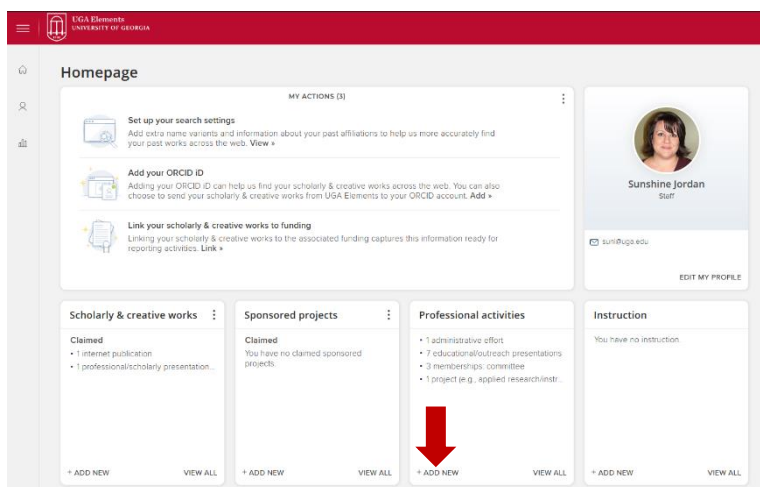 UGA Elements
UNIVERSITY OF GEORGIA
Homepage
MY ACTIONS (3)
Set up your search settings
Add extra name variants and information about your past affiliations to help us more accurately find
your past works across the web. View »
Add your ORCID iD
Adding your ORCID iD can help us find your scholarly & creative works across the web. You can also
choose to send your scholarly & creative works from UGA Elements to your ORCID account. Add »
Link your scholarly & creative works to funding
Linking your scholarly & creative works to the associated funding captures this information ready for
reporting activities. Link »
Sunshine Jordan
Staff
sunl@uga.edu
EDIT MY PROFILE
Scholarly & creative works
Claimed
• 1 internet publication
• 1 professional/scholarly presentation...
+ ADD NEW VIEW ALL
Sponsored projects
Claimed
You have no claimed sponsored
projects.
+ ADD NEW VIEW ALL
Professional activities
• 1 administrative effort
• 7 educational/outreach presentations
• 3 memberships: committee
• 1 project (e.g., applied research/instr...
+ ADD NEW VIEW ALL
Instruction
You have no instruction.
+ ADD NEW VIEW ALL